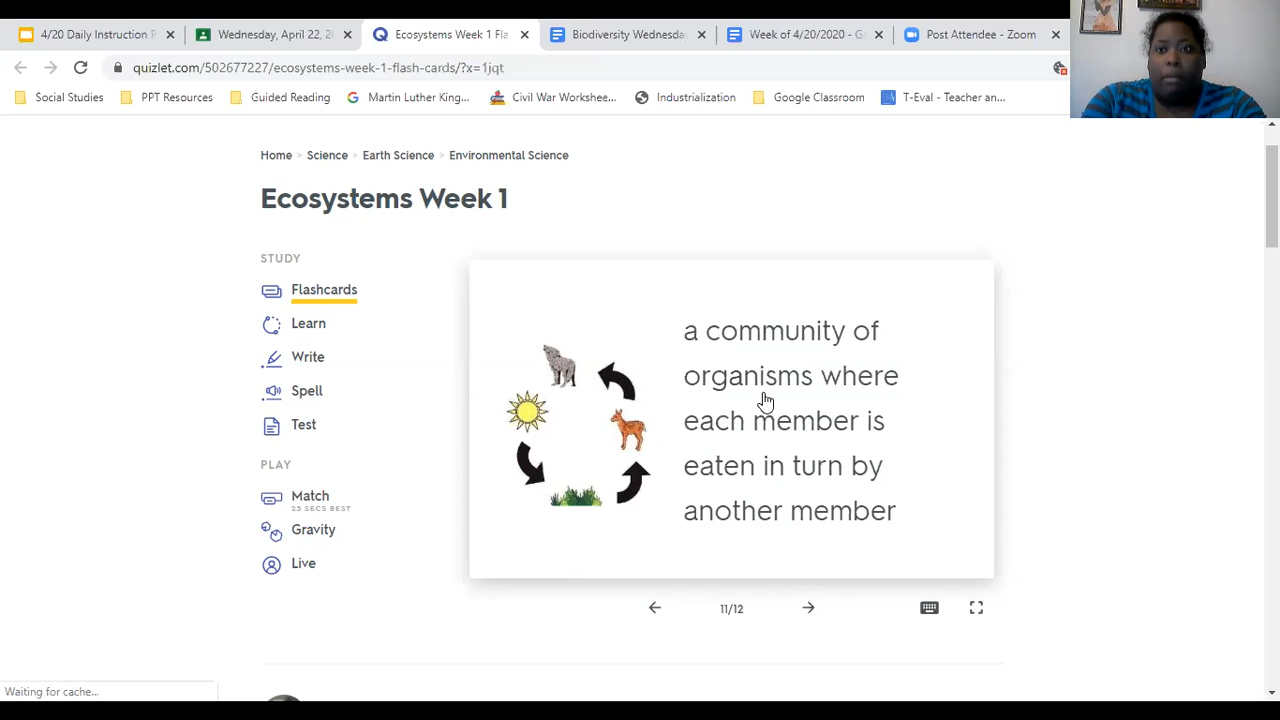 4/20 Daily Instruction P
Wednesday, April 22, 2
Ecosystems Week 1 Fla
Biodiversity Wednesda
Week of 4/20/2020 - G
Post Attendee - Zoom
quizlet.com/502677227/ecosystems-week-1-flash-cards/?x=1jqt
Social Studies
PPT Resources
Guided Reading
Martin Luther King...
Civil War Workshee...
Industrialization
Google Classroom
T-Eval - Teacher an...
Home > Science > Earth Science > Environmental Science
Ecosystems Week 1
STUDY
Flashcards
Learn
Write
Spell
Test
PLAY
Match
25 SECS BEST
Gravity
Live
a community of
organisms where
each member is
eaten in turn by
another member
11/12
Waiting for cache...